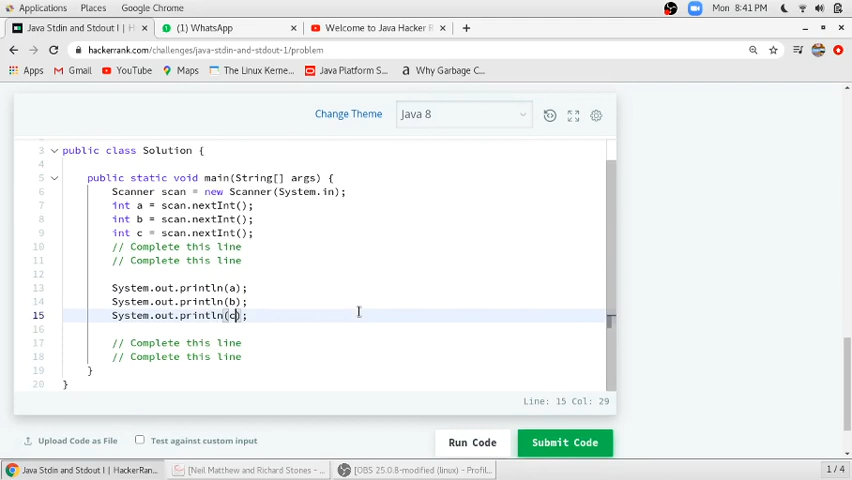 Applications Places Google Chrome Mon 8:41 PM
Java Stdin and Stdout I | H × (1) WhatsApp × Welcome to Java Hacker R × +
hackerrank.com/challenges/java-stdin-and-stdout-1/problem
Apps Gmail YouTube Maps The Linux Kerne... Java Platform S... Why Garbage C...
Change Theme Java 8
3 public class Solution {
4
5 public static void main(String[] args) {
6 Scanner scan = new Scanner(System.in);
7 int a = scan.nextInt();
8 int b = scan.nextInt();
9 int c = scan.nextInt();
10 // Complete this line
11 // Complete this line
12
13 System.out.println(a);
14 System.out.println(b);
15 System.out.println(c);
16
17 // Complete this line
18 // Complete this line
19 }
20 }
Line: 15 Col: 29
Upload Code as File Test against custom input Run Code Submit Code
Java Stdin and Stdout I | HackerRan... [Neil Matthew and Richard Stones - ... [OBS 25.0.8-modified (linux) - Profil... 1 / 4